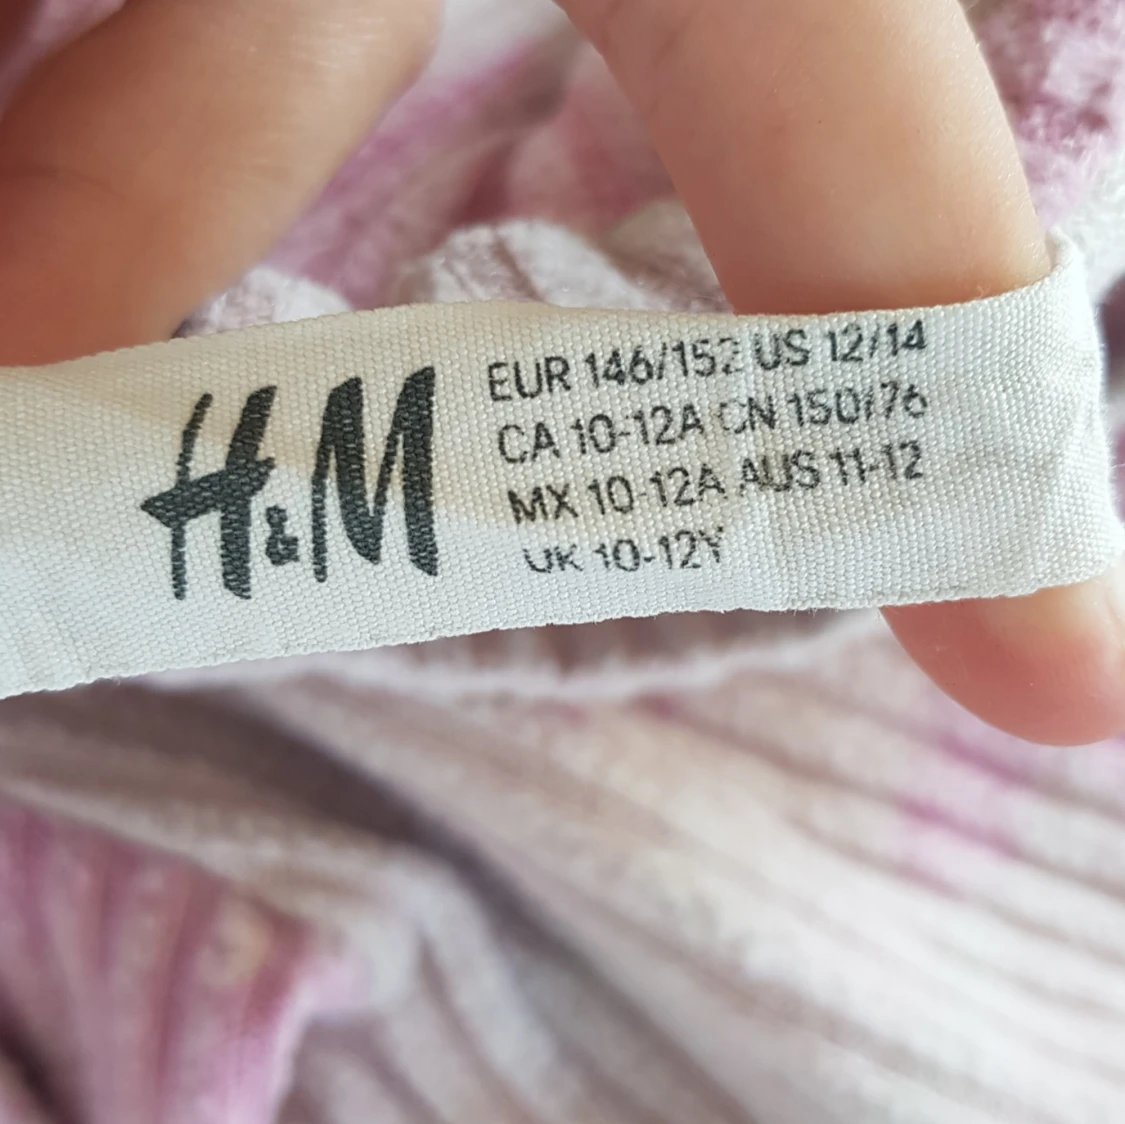 H&M
EUR 146/152 US 12/14
CA 10-12A CN 150/76
MX 10-12A AUS 11-12
UK 10-12Y